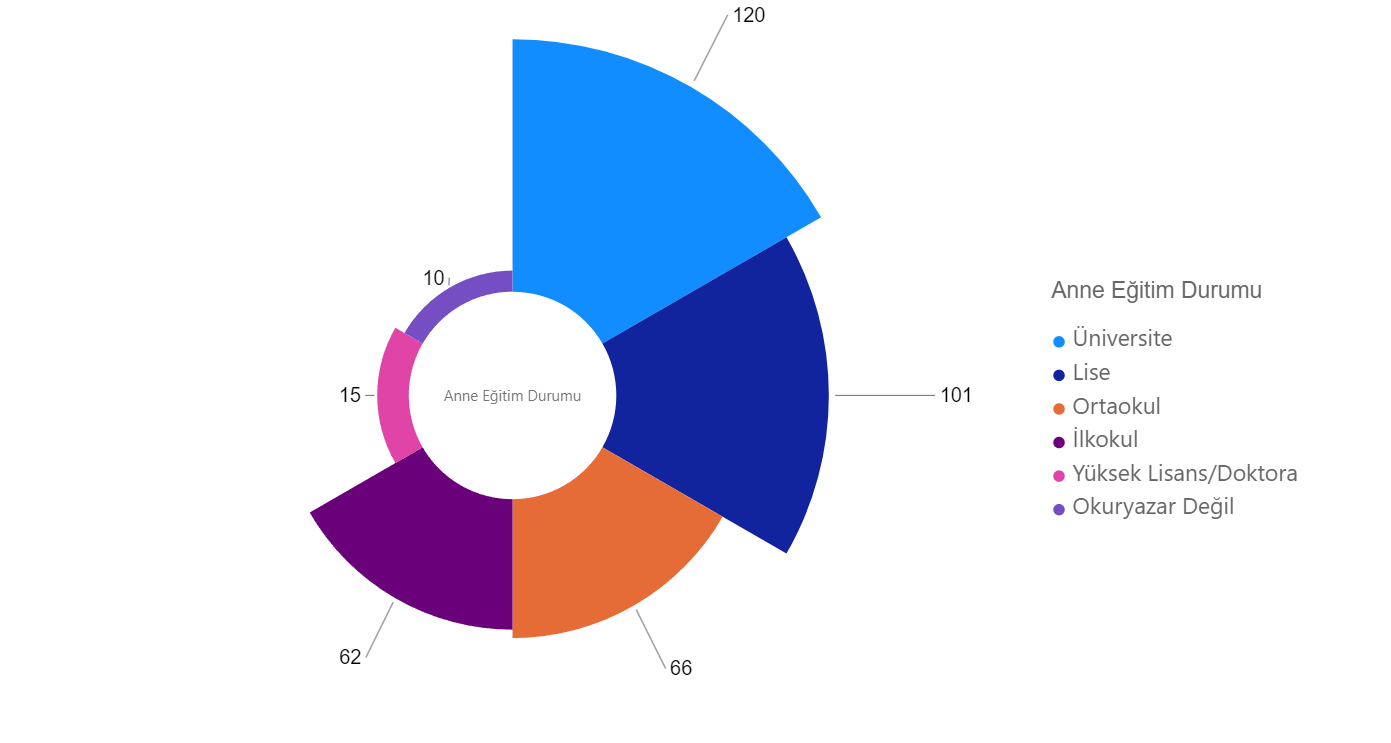 120
10
15
Anne Eğitim Durumu
101
62
66
Anne Eğitim Durumu
Üniversite
Lise
Ortaokul
İlkokul
Yüksek Lisans/Doktora
Okuryazar Değil